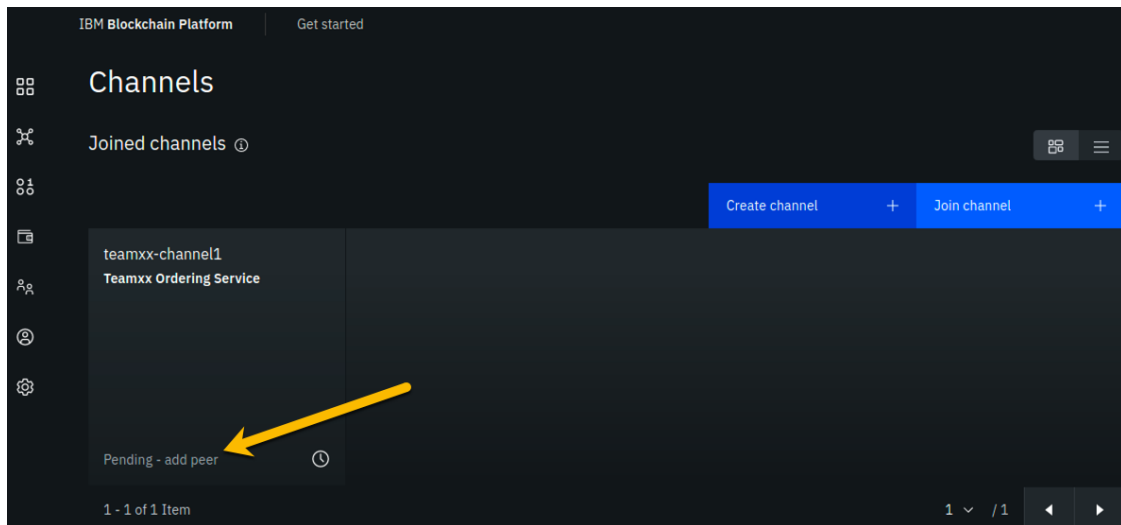 IBM Blockchain Platform
Get started
Channels
Joined channels
Create channel +
Join channel +
teamxx-channel1
Teamxx Ordering Service
Pending - add peer
1 - 1 of 1 Item
1 /1